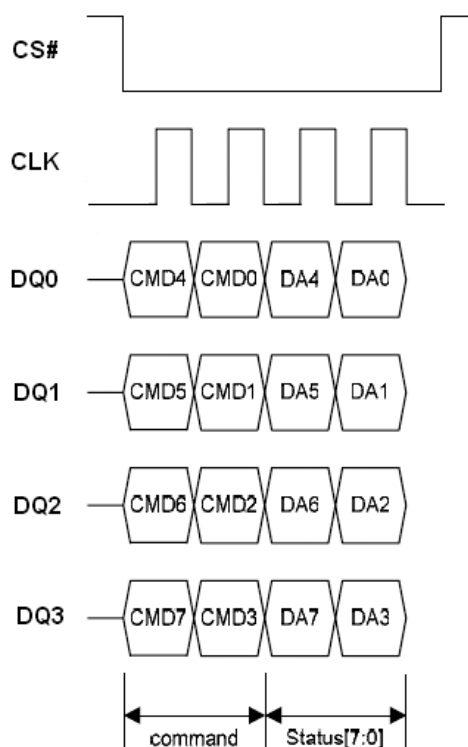 CS#
CLK
DQ0 CMD4 CMD0 DA4 DA0
DQ1 CMD5 CMD1 DA5 DA1
DQ2 CMD6 CMD2 DA6 DA2
DQ3 CMD7 CMD3 DA7 DA3
command Status[7:0]